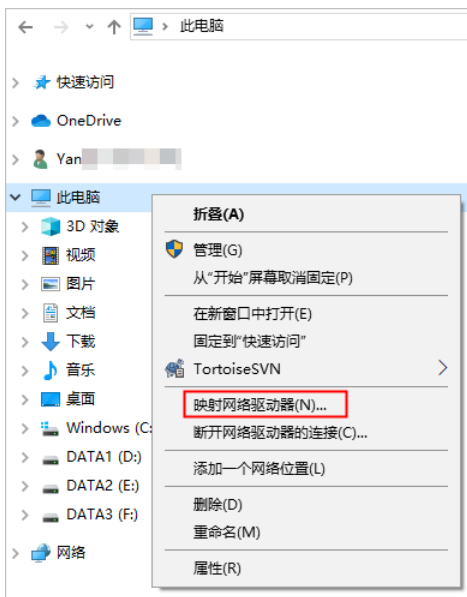 此电脑
快速访问
OneDrive
Yan
此电脑
3D 对象
视频
图片
文档
下载
音乐
桌面
Windows (C:
DATA1 (D:)
DATA2 (E:)
DATA3 (F:)
网络
折叠(A)
管理(G)
从"开始"屏幕取消固定(P)
在新窗口中打开(E)
固定到"快速访问"
TortoiseSVN
映射网络驱动器(N)...
断开网络驱动器的连接(C)...
添加一个网络位置(L)
删除(D)
重命名(M)
属性(R)